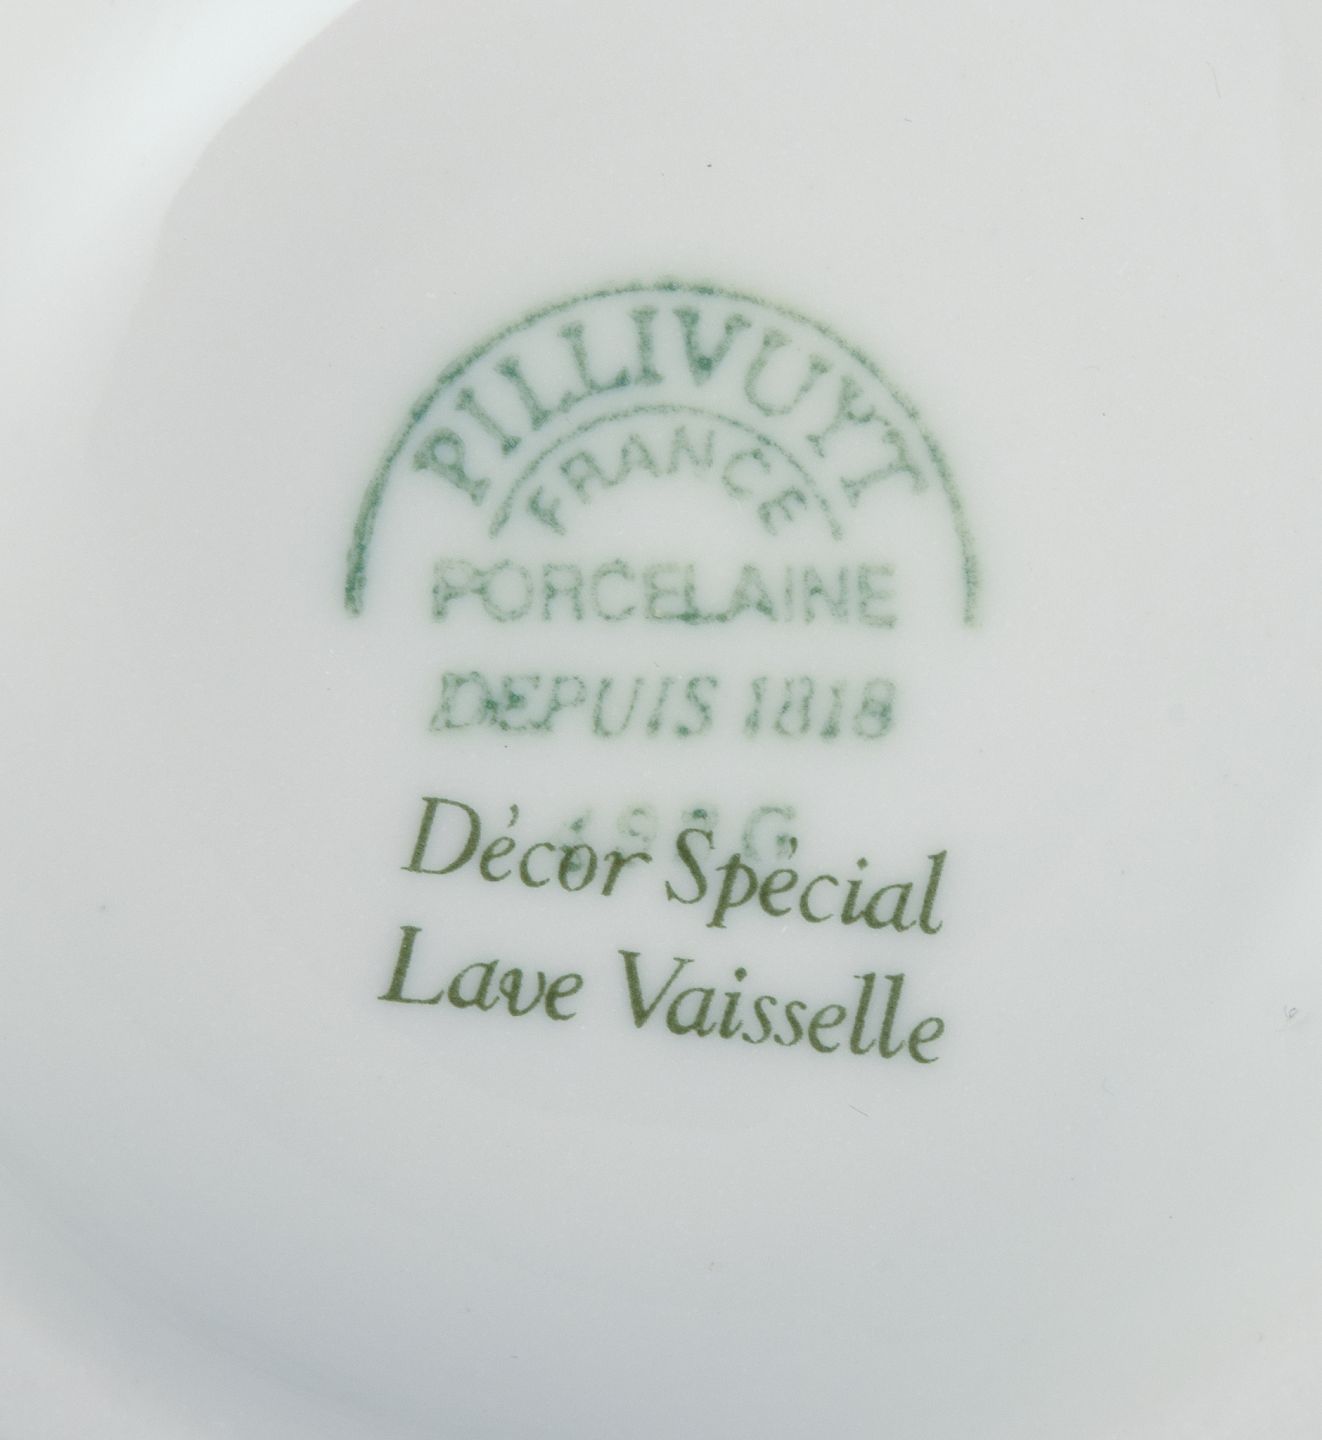 PILLIVUYT
FRANCE
PORCELAINE
DEPUIS 1818
Décor Spécial
Lave Vaisselle